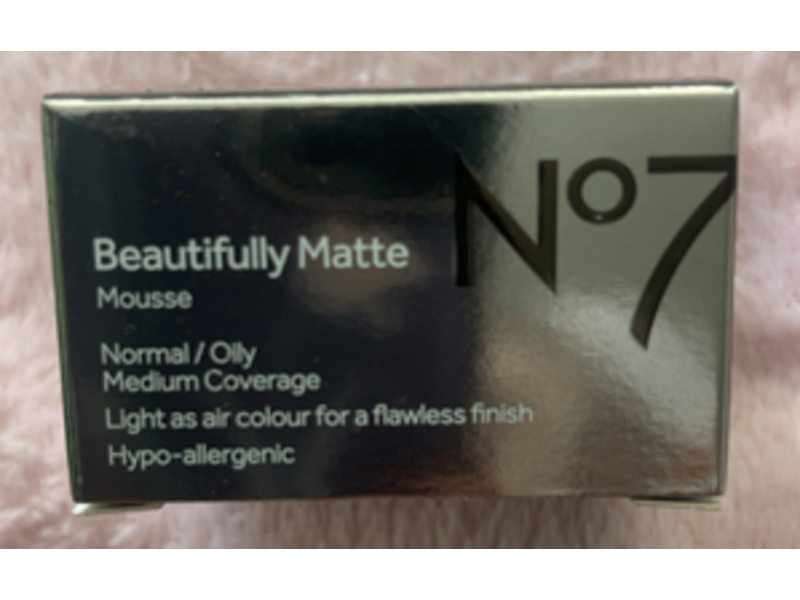 No7
Beautifully Matte
Mousse
Normal / Oily
Medium Coverage
Light as air colour for a flawless finish
Hypo-allergenic